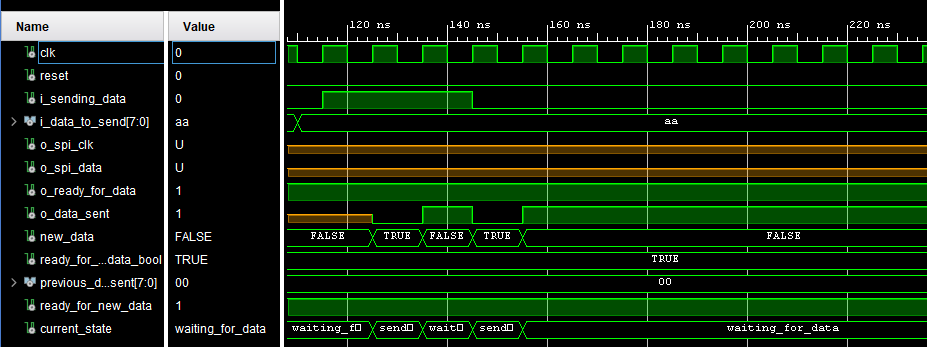 Name Value 120 ns 140 ns 160 ns 180 ns 200 ns 220 ns
clk 0
reset 0
i_sending_data 0
i_data_to_send[7:0] aa aa
o_spi_clk U
o_spi_data U
o_ready_for_data 1
o_data_sent 1
new_data FALSE FALSE TRUE FALSE TRUE FALSE
ready_for_...data_bool TRUE TRUE
previous_d...sent[7:0] 00 00
ready_for_new_data 1
current_state waiting_for_data waiting_f□ send□ wait□ send□ waiting_for_data